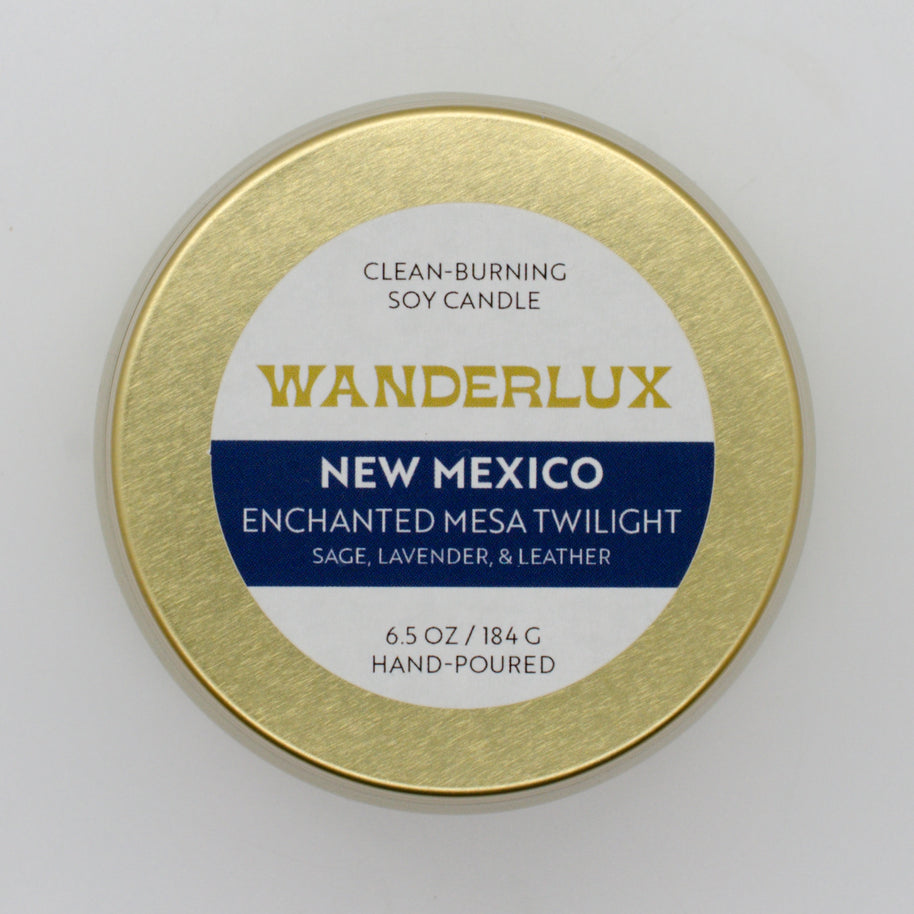 CLEAN-BURNING
SOY CANDLE
WANDERLUX
NEW MEXICO
ENCHANTED MESA TWILIGHT
SAGE, LAVENDER, & LEATHER
6.5 OZ / 184 G
HAND-POURED